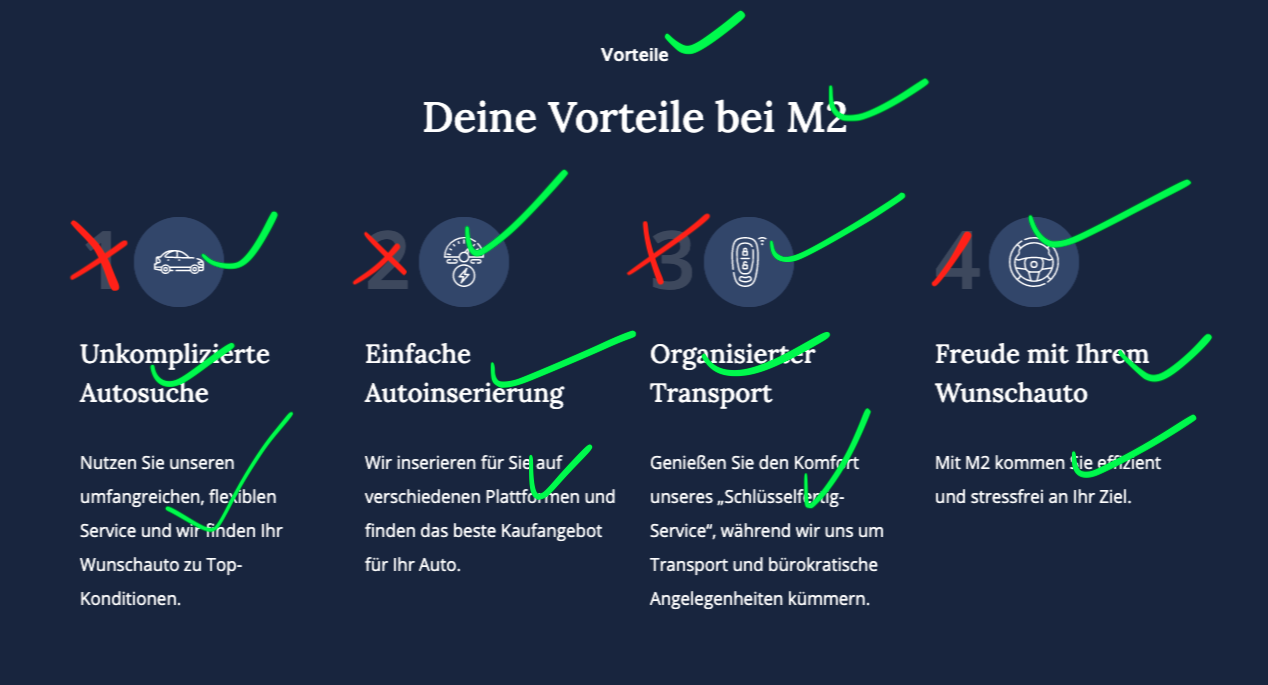 Vorteile
Deine Vorteile bei M2
1
2
3
4
Unkomplizierte
Autosuche
Nutzen Sie unseren
umfangreichen, flexiblen
Service und wir finden Ihr
Wunschauto zu Top-
Konditionen.
Einfache
Autoinserierung
Wir inserieren für Sie auf
verschiedenen Plattformen und
finden das beste Kaufangebot
für Ihr Auto.
Organisierter
Transport
Genießen Sie den Komfort
unseres „Schlüsselfertig-
Service“, während wir uns um
Transport und bürokratische
Angelegenheiten kümmern.
Freude mit Ihrem
Wunschauto
Mit M2 kommen Sie effizient
und stressfrei an Ihr Ziel.